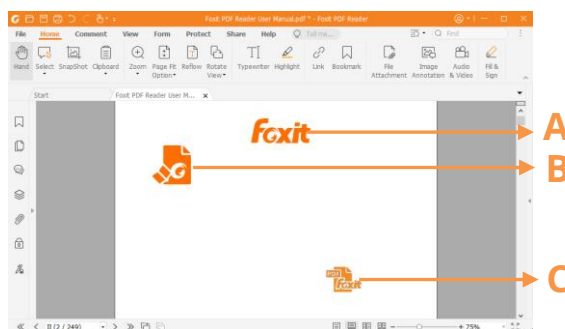 Foxit PDF Reader User Manual.pdf * - Foxit PDF Reader
File Home Comment View Form Protect Share Help Tell me... Find
Hand Select SnapShot Clipboard Zoom Page Fit Option Reflow Rotate View Typewriter Highlight Link Bookmark File Attachment Image Annotation Audio & Video Fill & Sign
Start Foxit PDF Reader User M...
Foxit A
G B
PDF Foxit C
II (2 / 249) 75%